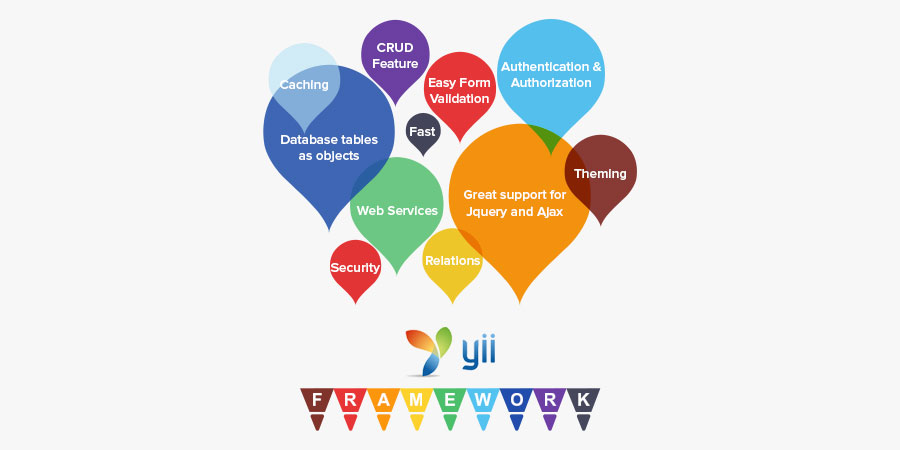 CRUD
Feature
Authentication &
Authorization
Caching
Easy Form
Validation
Fast
Database tables
as objects
Theming
Great support for
Jquery and Ajax
Web Services
Relations
Security
yii
FRAMEWORK